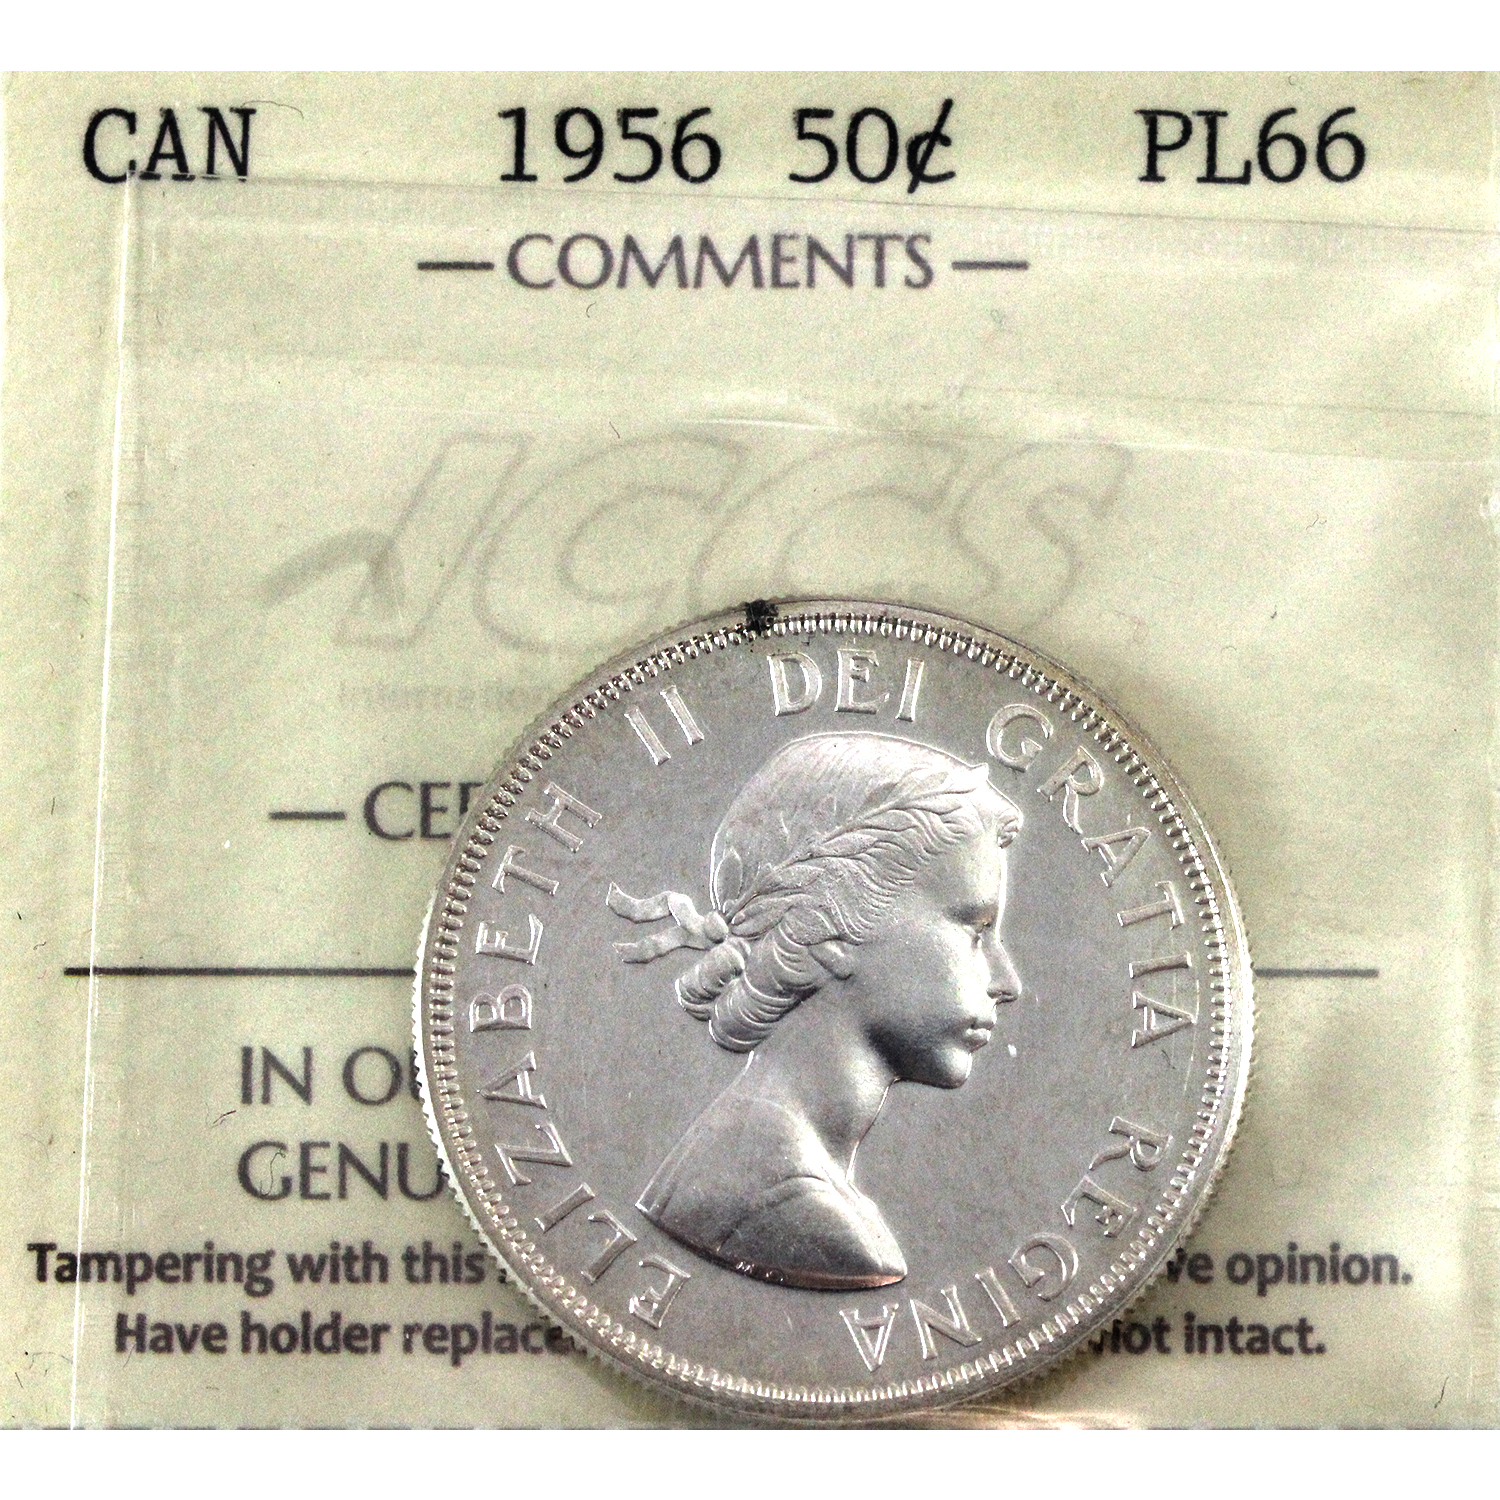 CAN 1956 50¢ PL66
—COMMENTS—
ICCS
—CE
IN O
GENU
Tampering with this ve opinion.
Have holder replace not intact.
ELIZABETH II DEI GRATIA REGINA